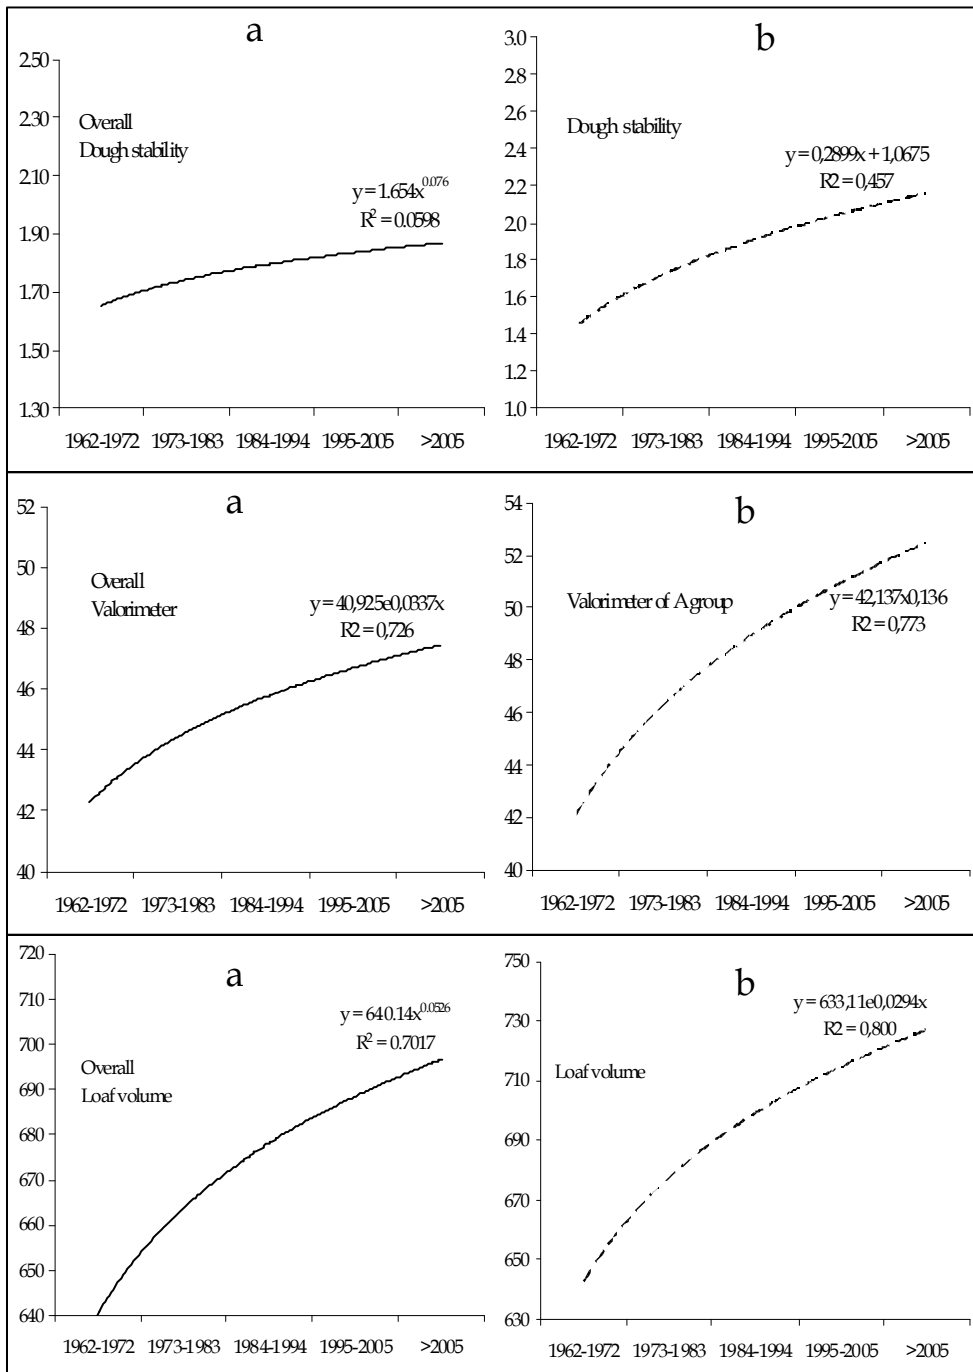 a
2.50
2.30
2.10
1.90
1.70
1.50
1.30
Overall
Dough stability
y = 1.654x^0.076
R² = 0.0598
1962-1972 1973-1983 1984-1994 1995-2005 >2005
b
3.0
2.8
2.6
2.4
2.2
2.0
1.8
1.6
1.4
1.2
1.0
Dough stability
y = 0,2899x + 1,0675
R2 = 0,457
1962-1972 1973-1983 1984-1994 1995-2005 >2005
a
52
50
48
46
44
42
40
Overall
Valorimeter
y = 40,925e0,0337x
R2 = 0,726
1962-1972 1973-1983 1984-1994 1995-2005 >2005
b
54
52
50
48
46
44
42
40
Valorimeter of A group
y = 42,137x0,136
R2 = 0,773
1962-1972 1973-1983 1984-1994 1995-2005 >2005
a
720
710
700
690
680
670
660
650
640
Overall
Loaf volume
y = 640.14x^0.0526
R² = 0.7017
1962-1972 1973-1983 1984-1994 1995-2005 >2005
b
750
730
710
690
670
650
630
Loaf volume
y = 633,11e0,0294x
R2 = 0,800
1962-1972 1973-1983 1984-1994 1995-2005 >2005